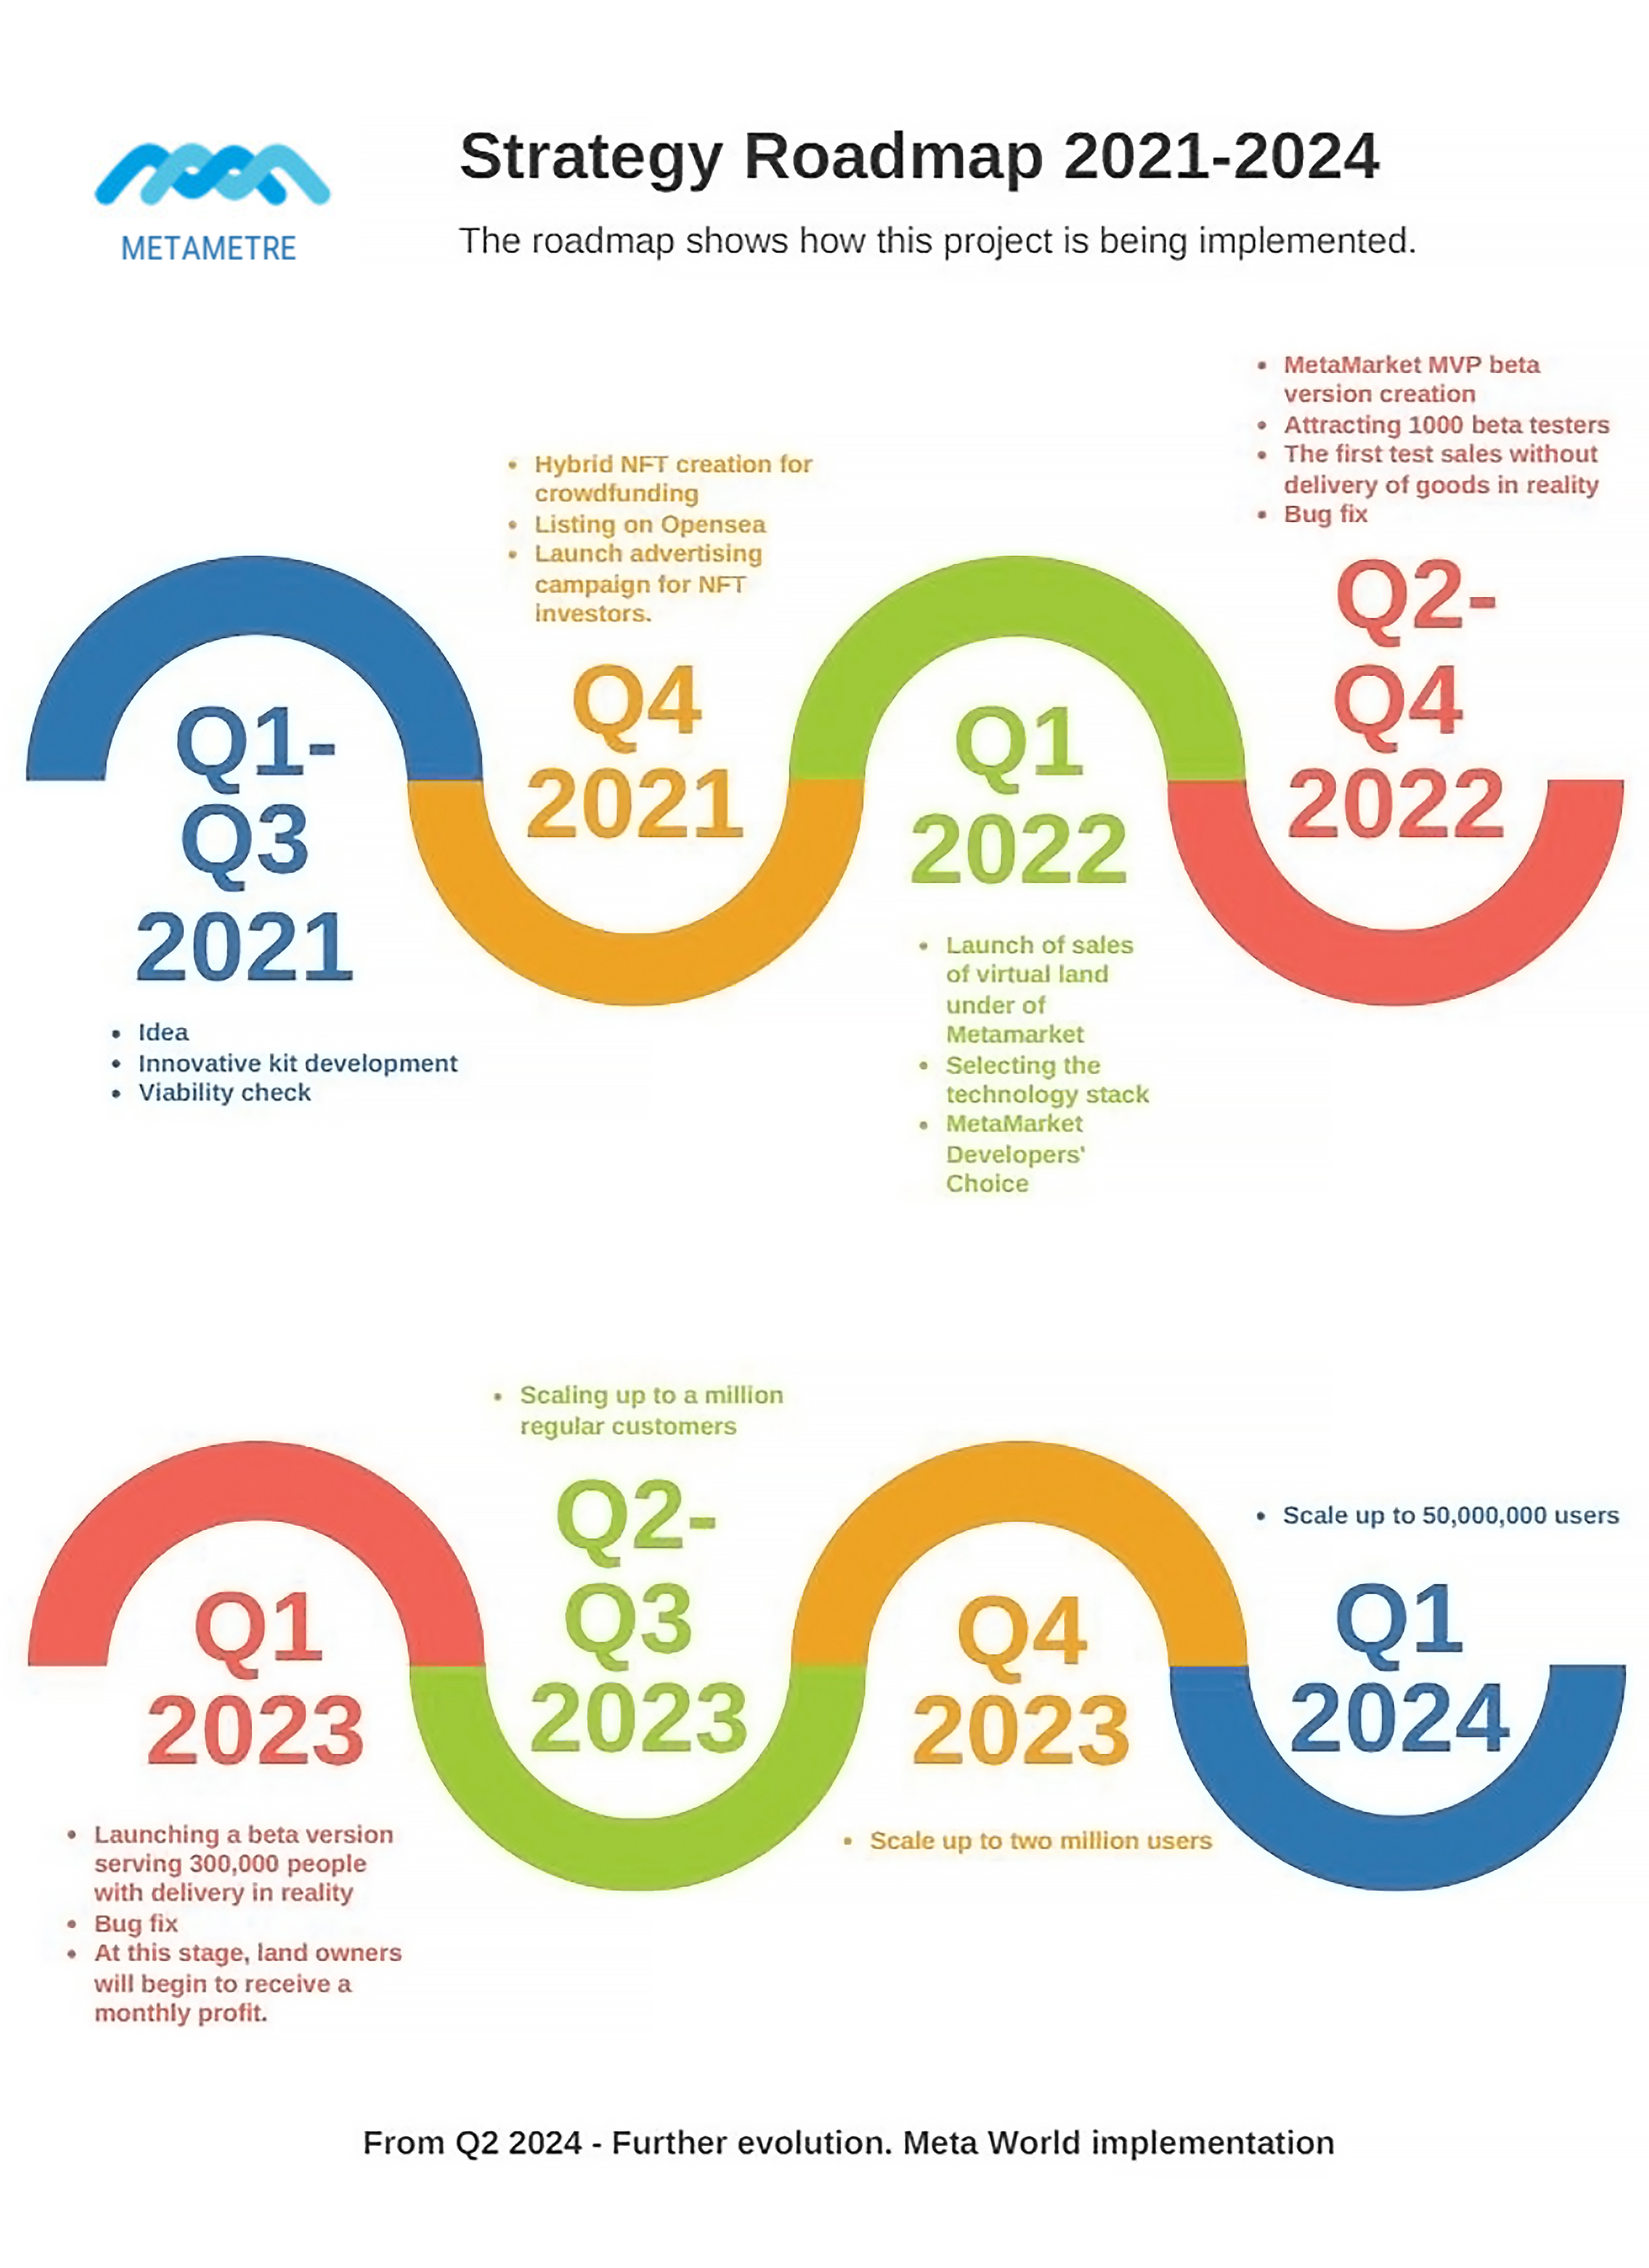 METAMETRE
Strategy Roadmap 2021-2024
The roadmap shows how this project is being implemented.
Q1-
Q3
2021
• Idea
• Innovative kit development
• Viability check
• Hybrid NFT creation for
crowdfunding
• Listing on Opensea
• Launch advertising
campaign for NFT
investors.
Q4
2021
Q1
2022
• Launch of sales
of virtual land
under of
Metamarket
• Selecting the
technology stack
• MetaMarket
Developers'
Choice
• MetaMarket MVP beta
version creation
• Attracting 1000 beta testers
• The first test sales without
delivery of goods in reality
• Bug fix
Q2-
Q4
2022
Q1
2023
• Launching a beta version
serving 300,000 people
with delivery in reality
• Bug fix
• At this stage, land owners
will begin to receive a
monthly profit.
• Scaling up to a million
regular customers
Q2-
Q3
2023
Q4
2023
• Scale up to two million users
• Scale up to 50,000,000 users
Q1
2024
From Q2 2024 - Further evolution. Meta World implementation